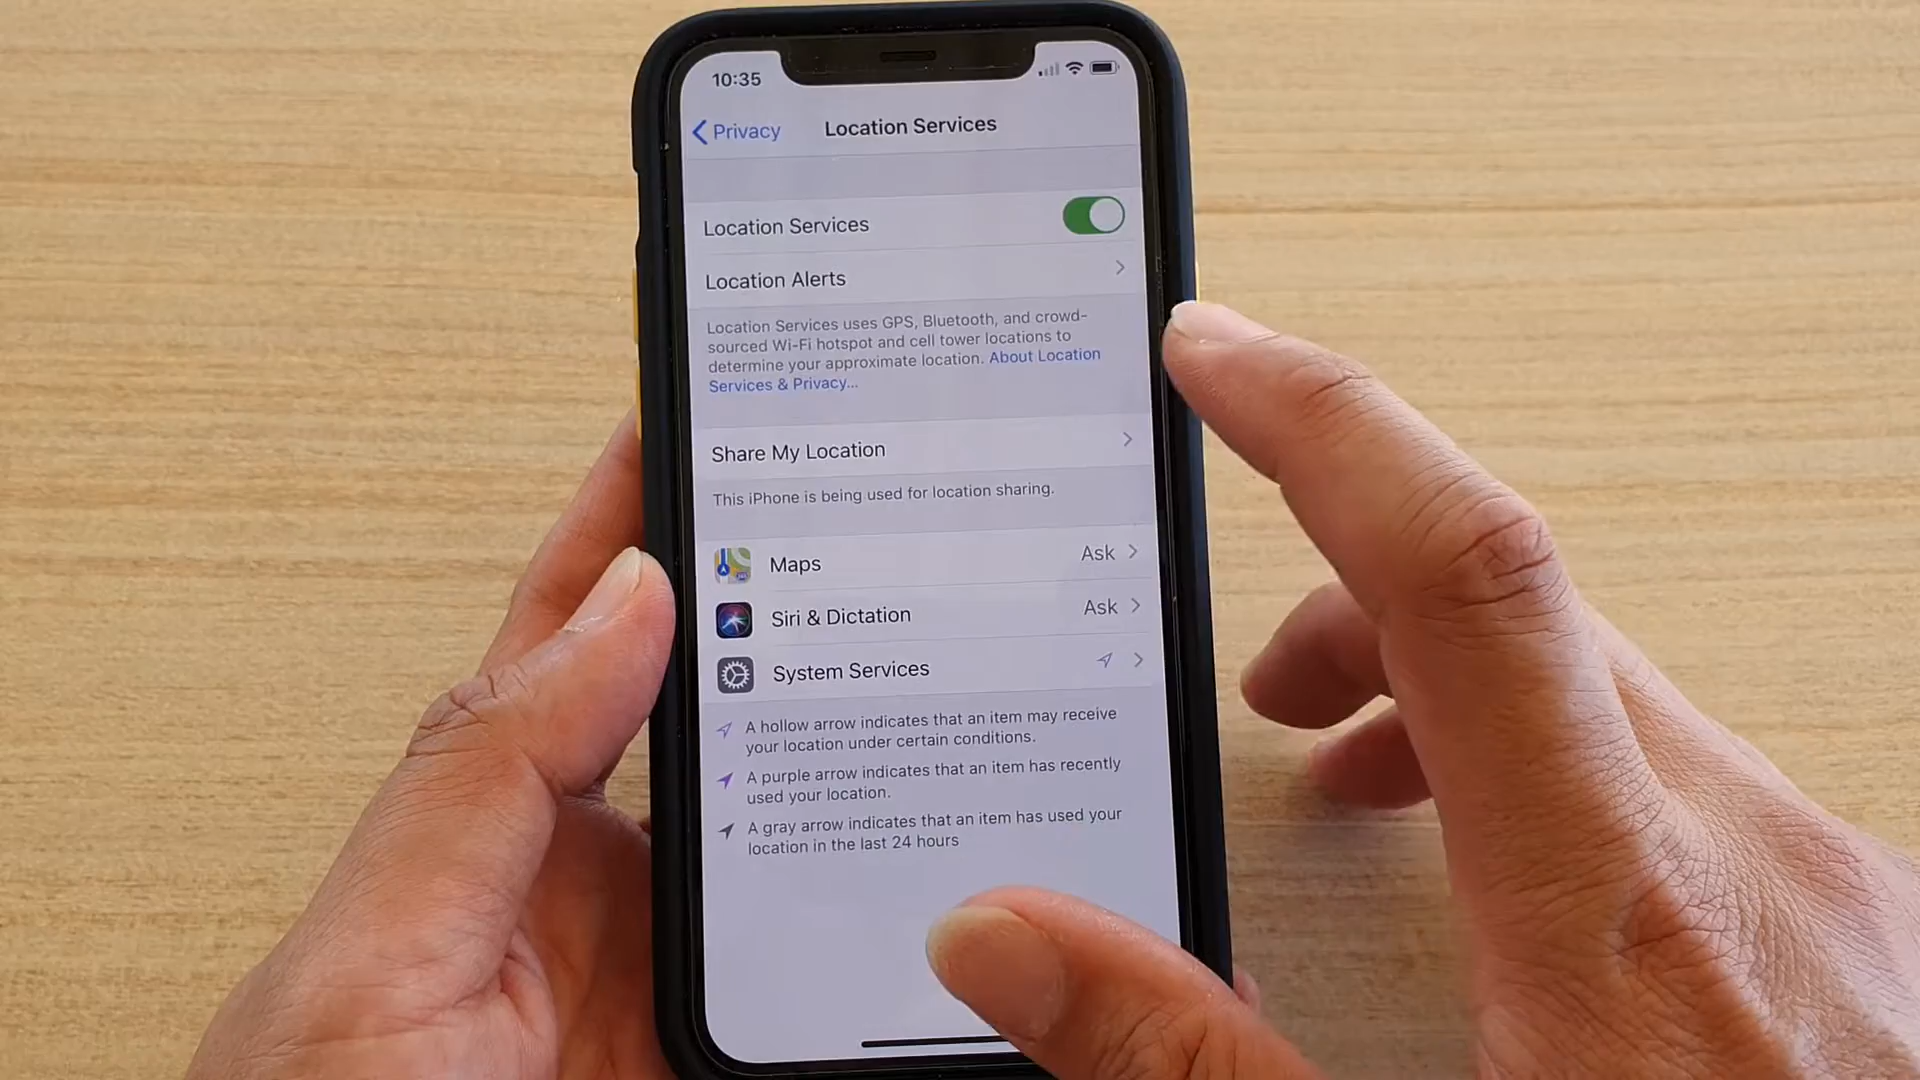 10:35
Privacy
Location Services
Location Services
Location Alerts
Location Services uses GPS, Bluetooth, and crowd-
sourced Wi-Fi hotspot and cell tower locations to
determine your approximate location. About Location
Services & Privacy...
Share My Location
This iPhone is being used for location sharing.
Maps Ask
Siri & Dictation Ask
System Services
A hollow arrow indicates that an item may receive
your location under certain conditions.
A purple arrow indicates that an item has recently
used your location.
A gray arrow indicates that an item has used your
location in the last 24 hours